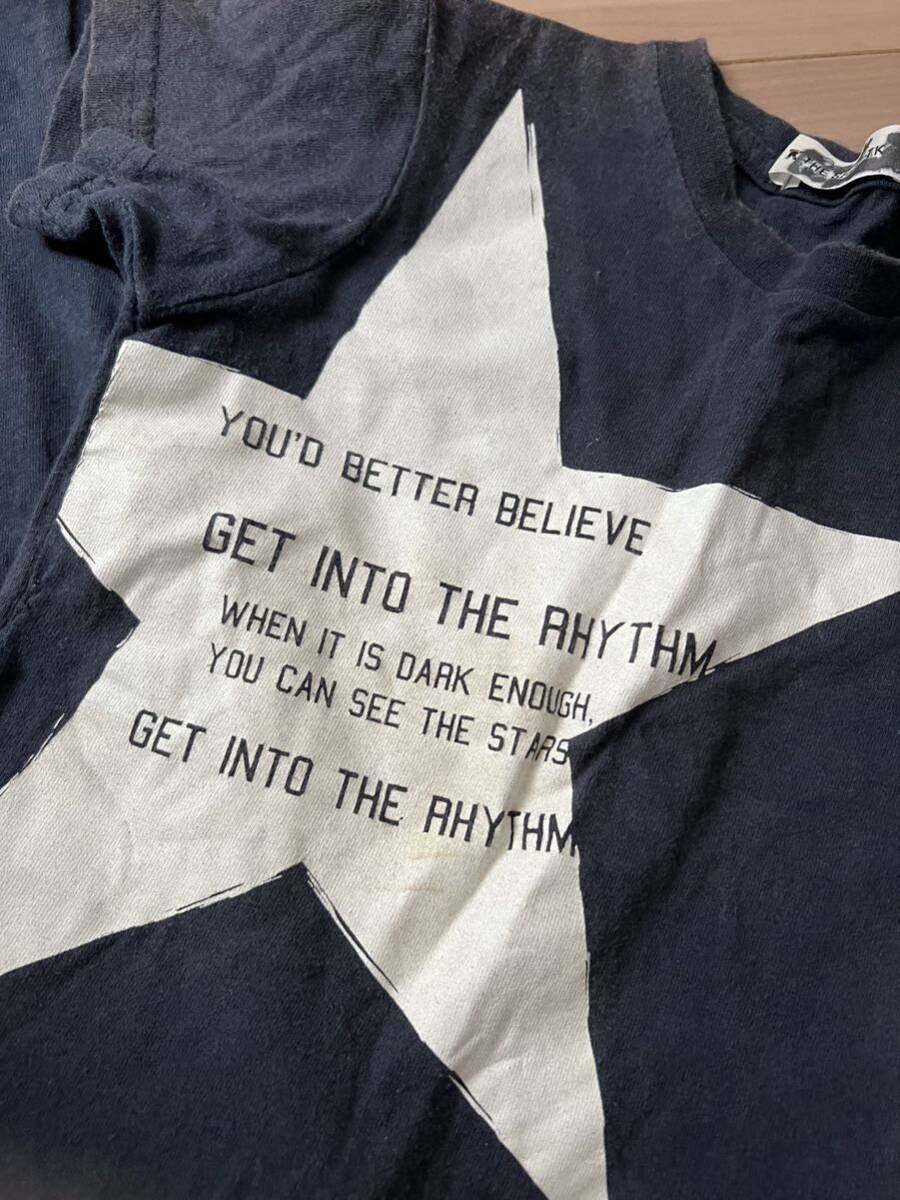 YOU'D BETTER BELIEVE
GET INTO THE RHYTHM
WHEN IT IS DARK ENOUGH,
YOU CAN SEE THE STARS
GET INTO THE RHYTHM
THE